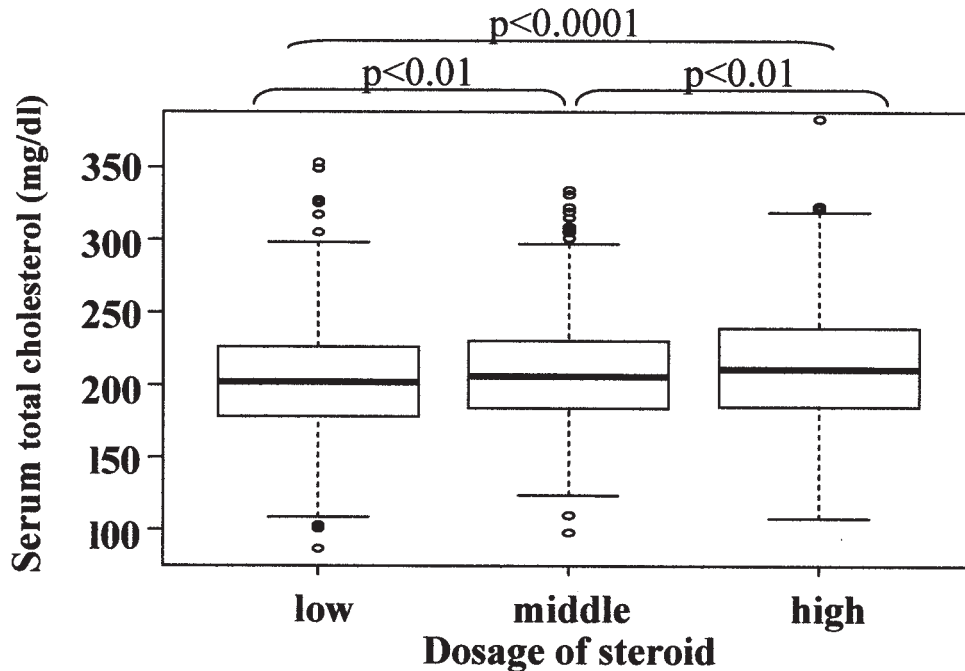 p<0.0001
p<0.01 p<0.01
Serum total cholesterol (mg/dl)
350
300
250
200
150
100
low middle high
Dosage of steroid